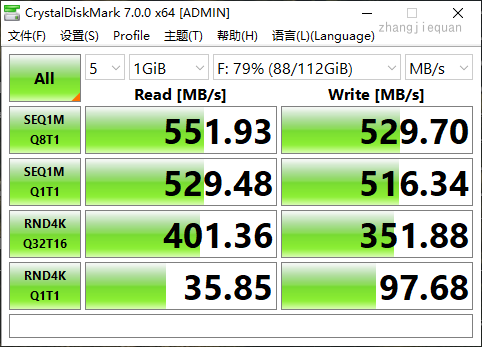 CrystalDiskMark 7.0.0 x64 [ADMIN]
文件(F) 设置(S) Profile 主题(T) 帮助(H) 语言(L)(Language)
zhangjiequan
All 5 1GiB F: 79% (88/112GiB) MB/s
Read [MB/s] Write [MB/s]
SEQ1M
Q8T1
551.93 529.70
SEQ1M
Q1T1
529.48 516.34
RND4K
Q32T16
401.36 351.88
RND4K
Q1T1
35.85 97.68